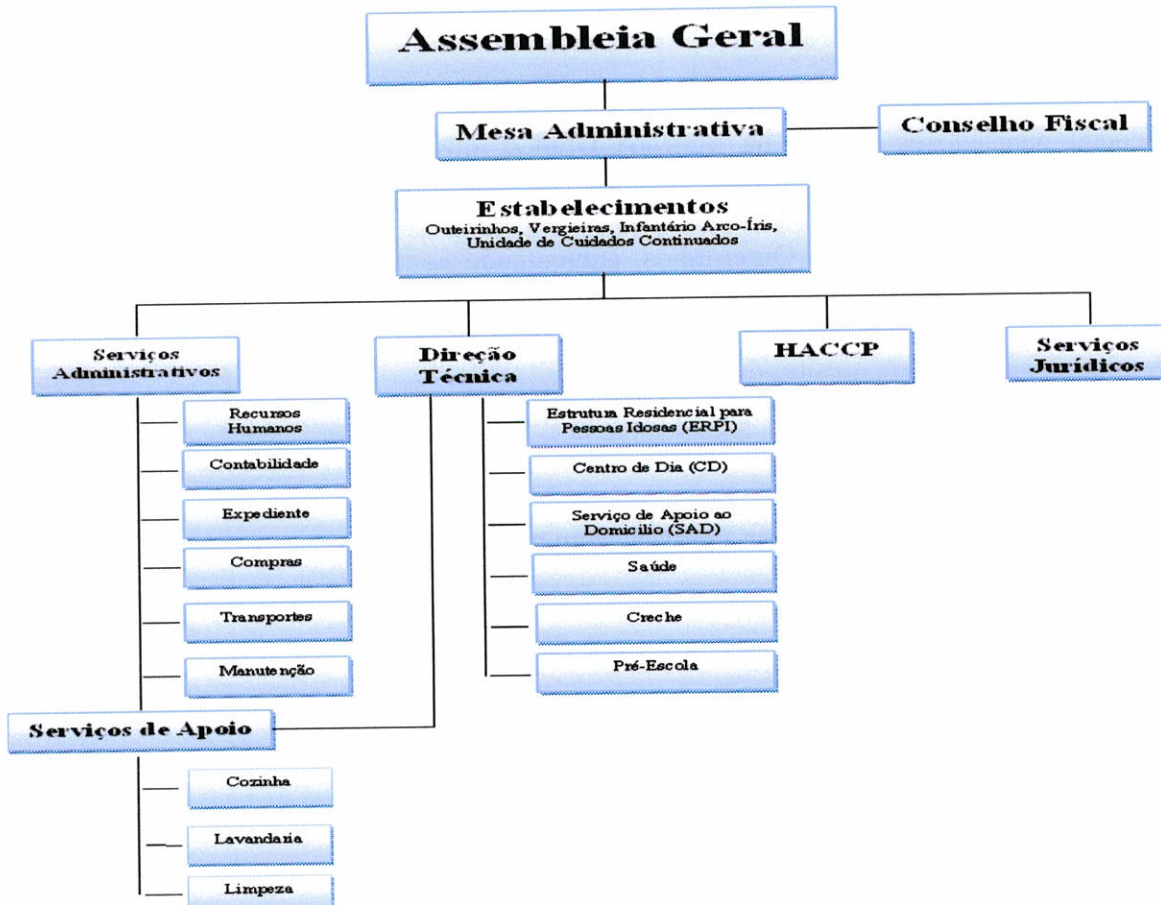 Assembleia Geral
Mesa Administrativa
Conselho Fiscal
Estabelecimentos
Outeirinhos, Vergieiras, Infantário Arco-Íris,
Unidade de Cuidados Continuados
Serviços
Administrativos
Direção
Técnica
HACCP
Serviços
Jurídicos
Recursos
Humanos
Contabilidade
Expediente
Compras
Transportes
Manutenção
Estrutura Residencial para
Pessoas Idosas (ERPI)
Centro de Dia (CD)
Serviço de Apoio ao
Domicílio (SAD)
Saúde
Creche
Pré-Escola
Serviços de Apoio
Cozinha
Lavandaria
Limpeza